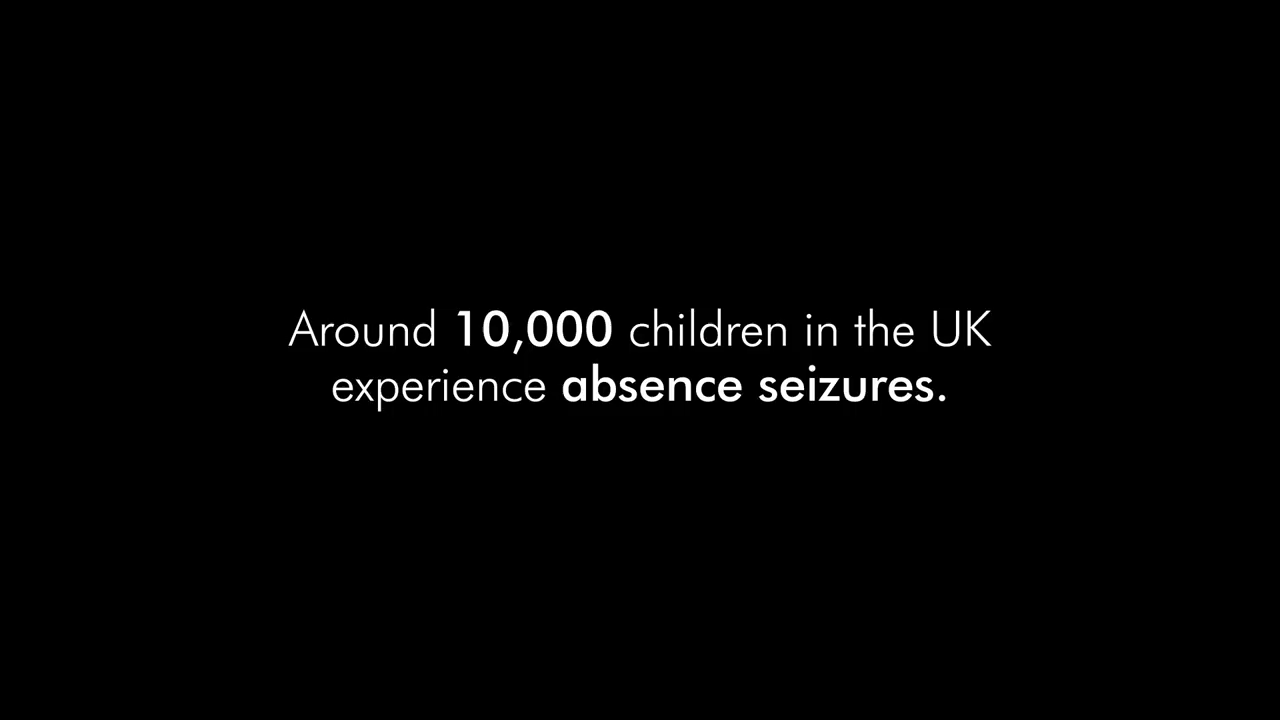 Around 10,000 children in the UK
experience absence seizures.